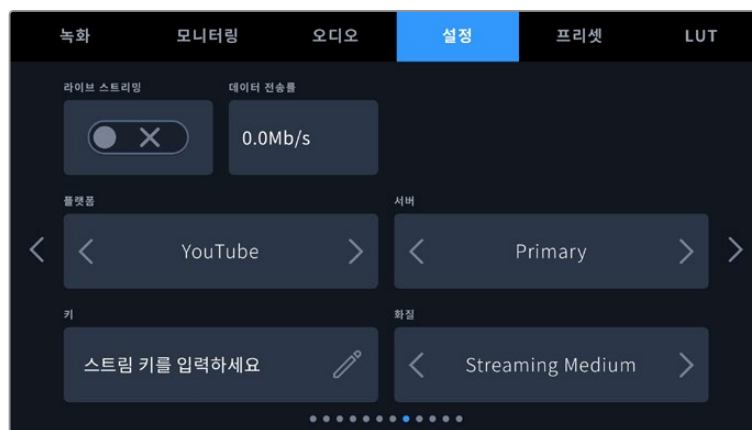 녹화 모니터링 오디오 설정 프리셋 LUT
라이브 스트리밍 데이터 전송률
0.0Mb/s
플랫폼 서버
YouTube Primary
키 화질
스트림 키를 입력하세요 Streaming Medium